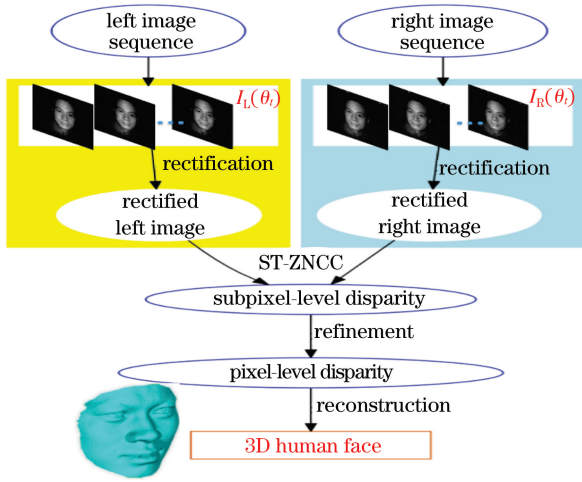 left image
sequence
right image
sequence
I_L(θ_t)
I_R(θ_t)
rectification
rectification
rectified
left image
rectified
right image
ST-ZNCC
subpixel-level disparity
refinement
pixel-level disparity
reconstruction
3D human face